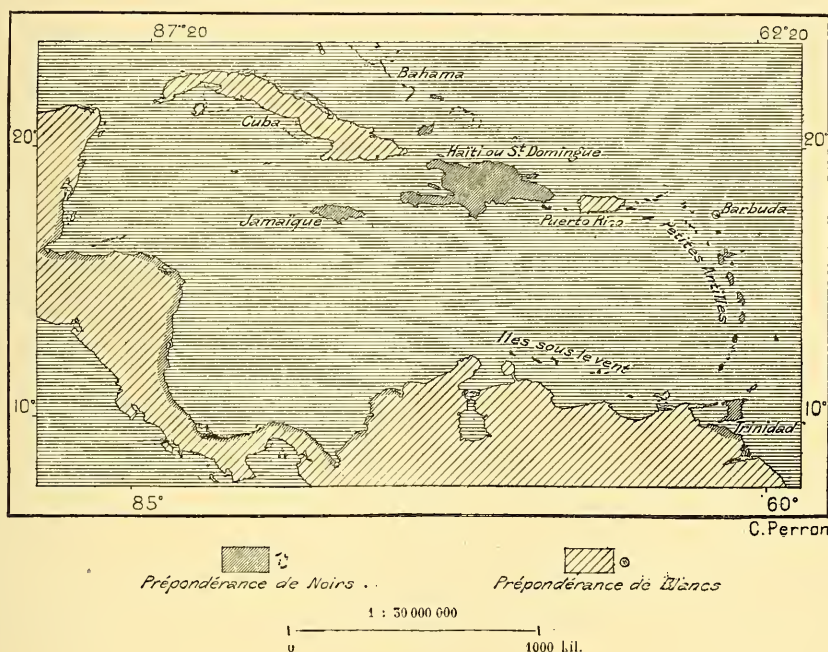 87°20
62°20
Bahama
20°
20°
Cuba
Haïti ou St Domingue
Jamaïque
Puerto Rico
Barbuda
Petites Antilles
Iles sous le vent
10°
10°
Trinidad
85°
60°
C.Perron
Prépondérance de Noirs
Prépondérance de Blancs
1 : 30 000 000
0 1000 kil.